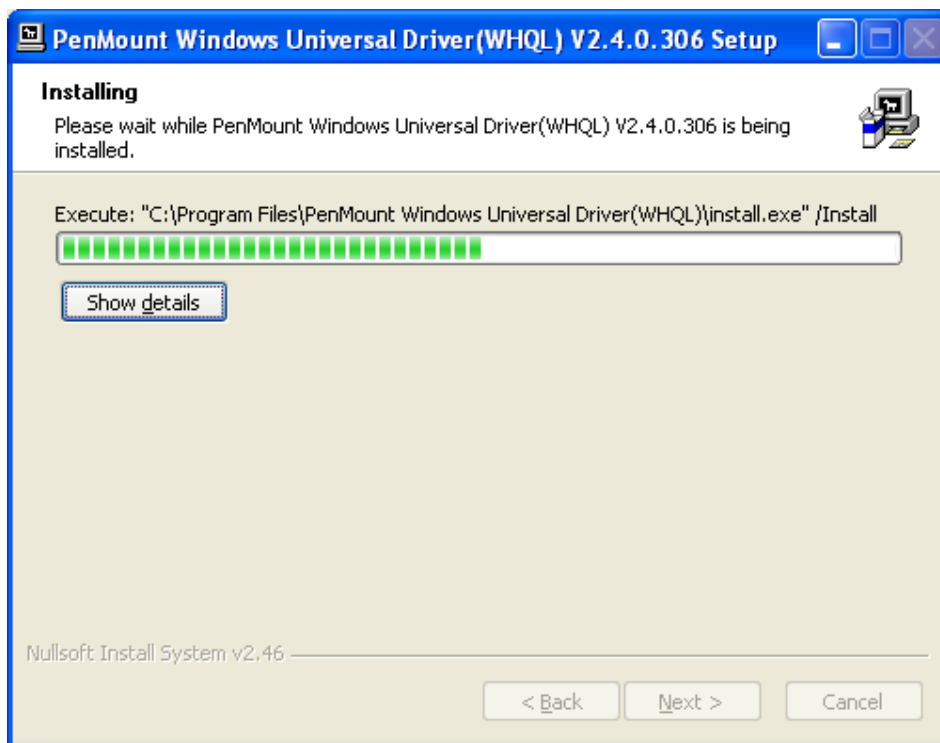 PenMount Windows Universal Driver(WHQL) V2.4.0.306 Setup
Installing
Please wait while PenMount Windows Universal Driver(WHQL) V2.4.0.306 is being
installed.
Execute: "C:\Program Files\PenMount Windows Universal Driver(WHQL)\install.exe" /Install
Show details
Nullsoft Install System v2.46
< Back Next > Cancel